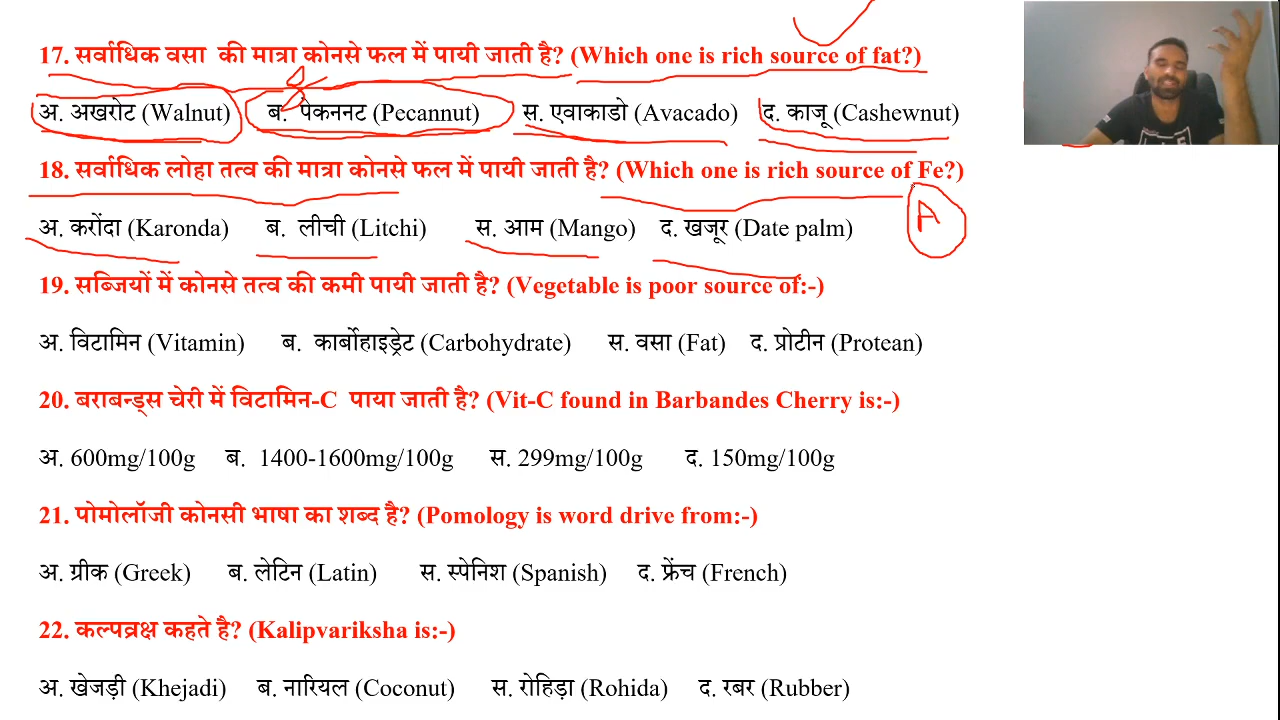 17. सर्वाधिक वसा की मात्रा कोनसे फल में पायी जाती है? (Which one is rich source of fat?)
अ. अखरोट (Walnut) ब. पेकननट (Pecannut) स. एवाकाडो (Avacado) द. काजू (Cashewnut)
18. सर्वाधिक लोहा तत्व की मात्रा कोनसे फल में पायी जाती है? (Which one is rich source of Fe?)
A
अ. करोंदा (Karonda) ब. लीची (Litchi) स. आम (Mango) द. खजूर (Date palm)
19. सब्जियों में कोनसे तत्व की कमी पायी जाती है? (Vegetable is poor source of:-)
अ. विटामिन (Vitamin) ब. कार्बोहाइड्रेट (Carbohydrate) स. वसा (Fat) द. प्रोटीन (Protean)
20. बराबन्ड्स चेरी में विटामिन-C पाया जाती है? (Vit-C found in Barbandes Cherry is:-)
अ. 600mg/100g ब. 1400-1600mg/100g स. 299mg/100g द. 150mg/100g
21. पोमोलॉजी कोनसी भाषा का शब्द है? (Pomology is word drive from:-)
अ. ग्रीक (Greek) ब. लेटिन (Latin) स. स्पेनिश (Spanish) द. फ्रेंच (French)
22. कल्पव्रक्ष कहते है? (Kalipvariksha is:-)
अ. खेजड़ी (Khejadi) ब. नारियल (Coconut) स. रोहिड़ा (Rohida) द. रबर (Rubber)